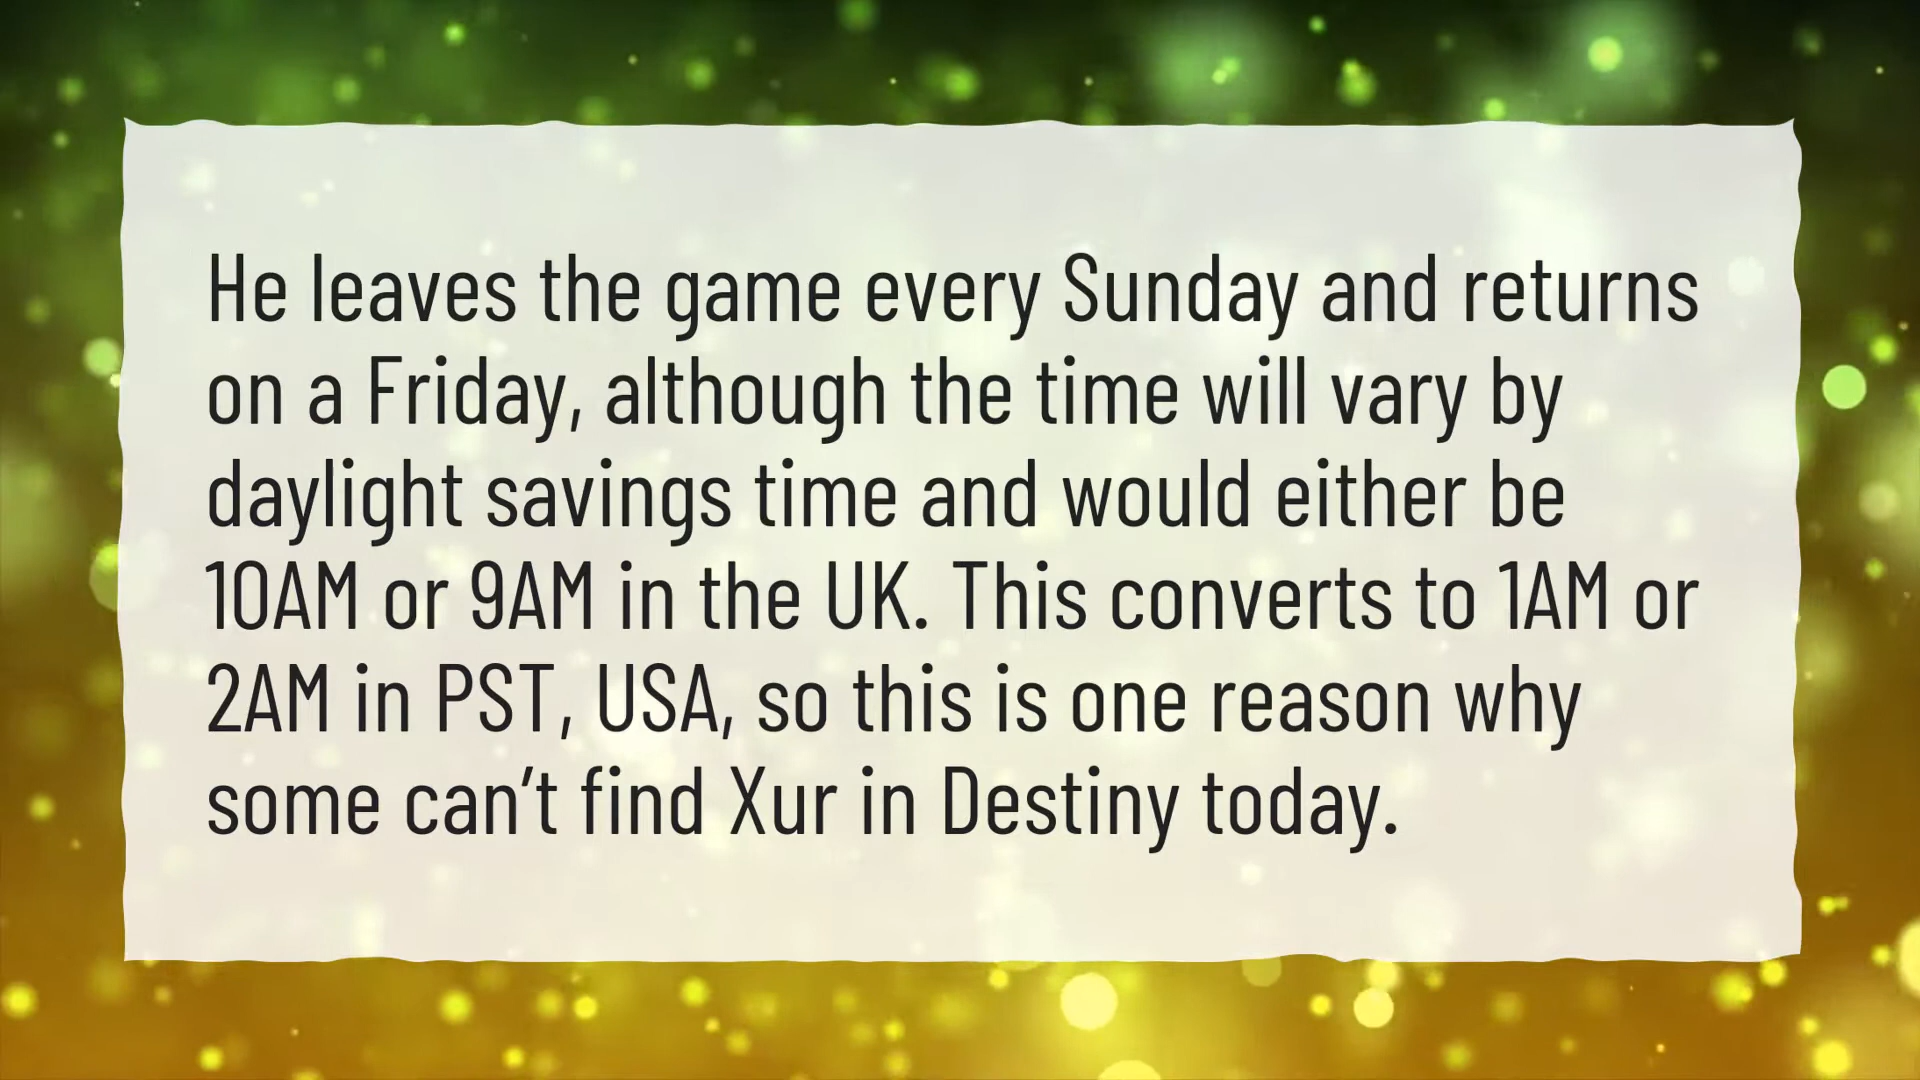 He leaves the game every Sunday and returns
on a Friday, although the time will vary by
daylight savings time and would either be
10AM or 9AM in the UK. This converts to 1AM or
2AM in PST, USA, so this is one reason why
some can’t find Xur in Destiny today.